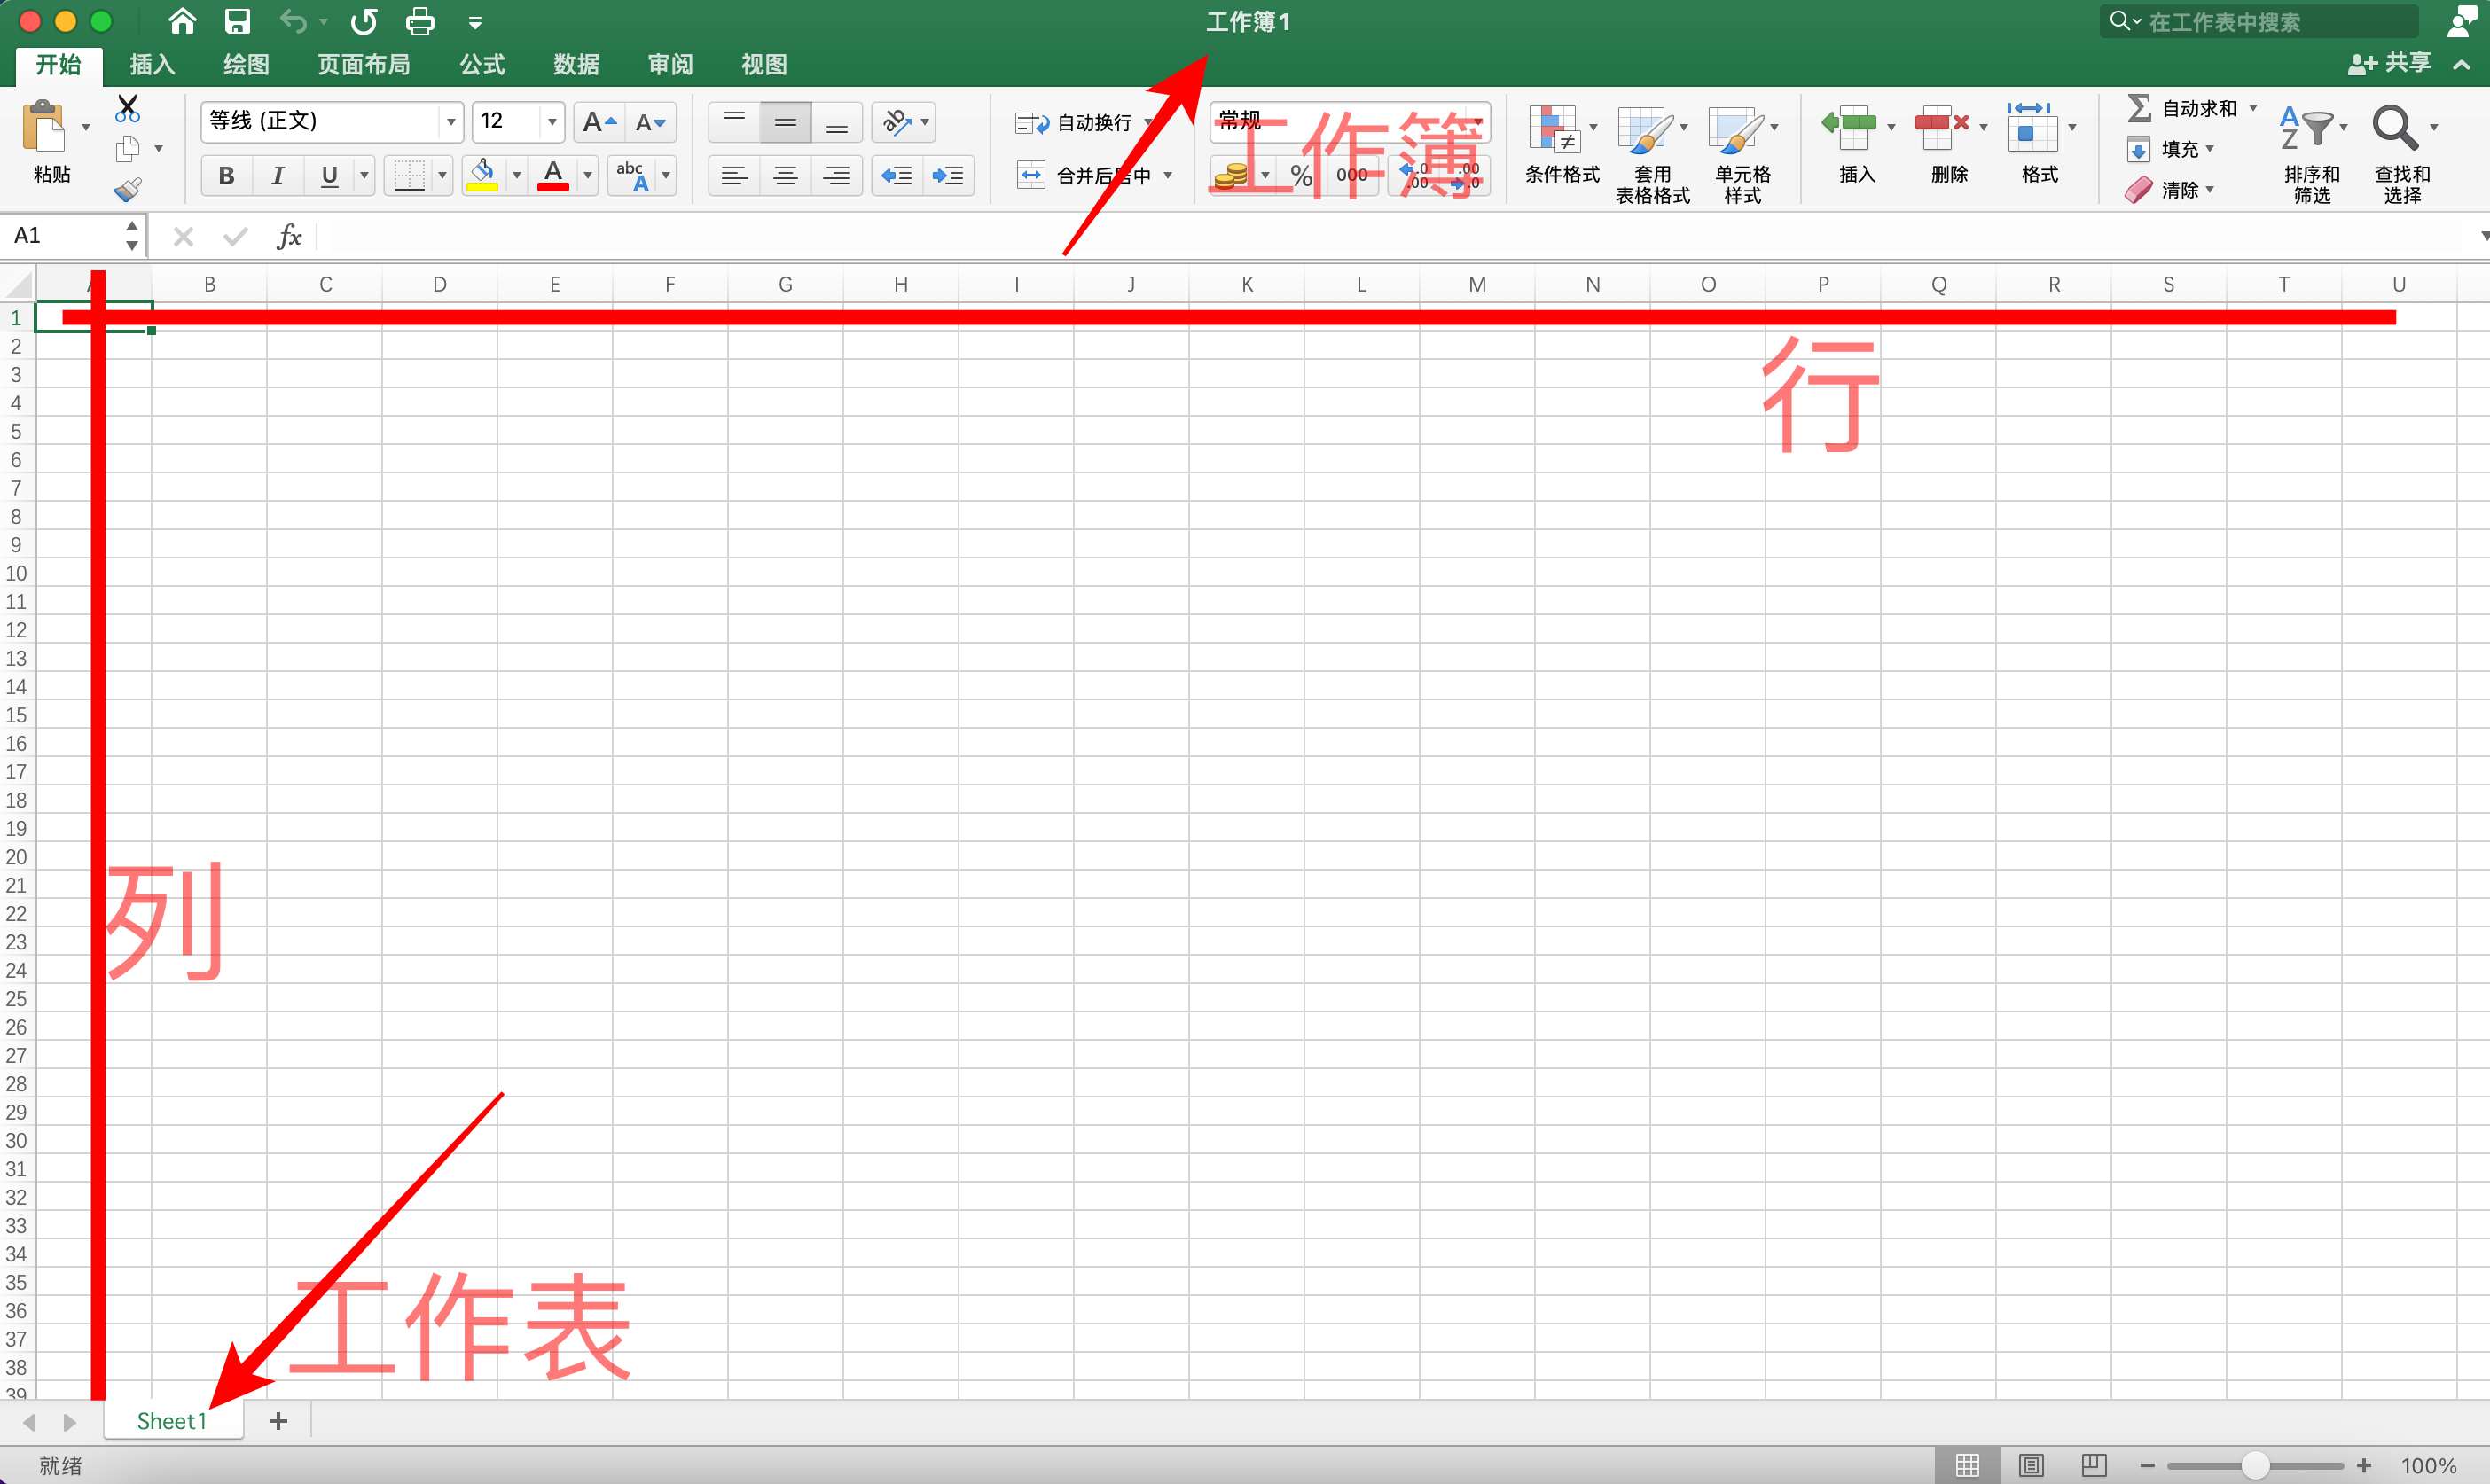 工作簿1
在工作表中搜索
开始 插入 绘图 页面布局 公式 数据 审阅 视图
共享
粘贴
等线 (正文) 12 A A
B I U A abc A
ab
自动换行
合并后居中
常规
% 000 .0 .00 .00 .0
工作簿
条件格式
套用
表格格式
单元格
样式
插入
删除
格式
自动求和
填充
清除
A Z
排序和
筛选
查找和
选择
A1 fx
A B C D E F G H I J K L M N O P Q R S T U
1
2
3
4
5
6
7
8
9
10
11
12
13
14
15
16
17
18
19
20
21
22
23
24
25
26
27
28
29
30
31
32
33
34
35
36
37
38
39
行
列
工作表
Sheet1 +
就绪
100%